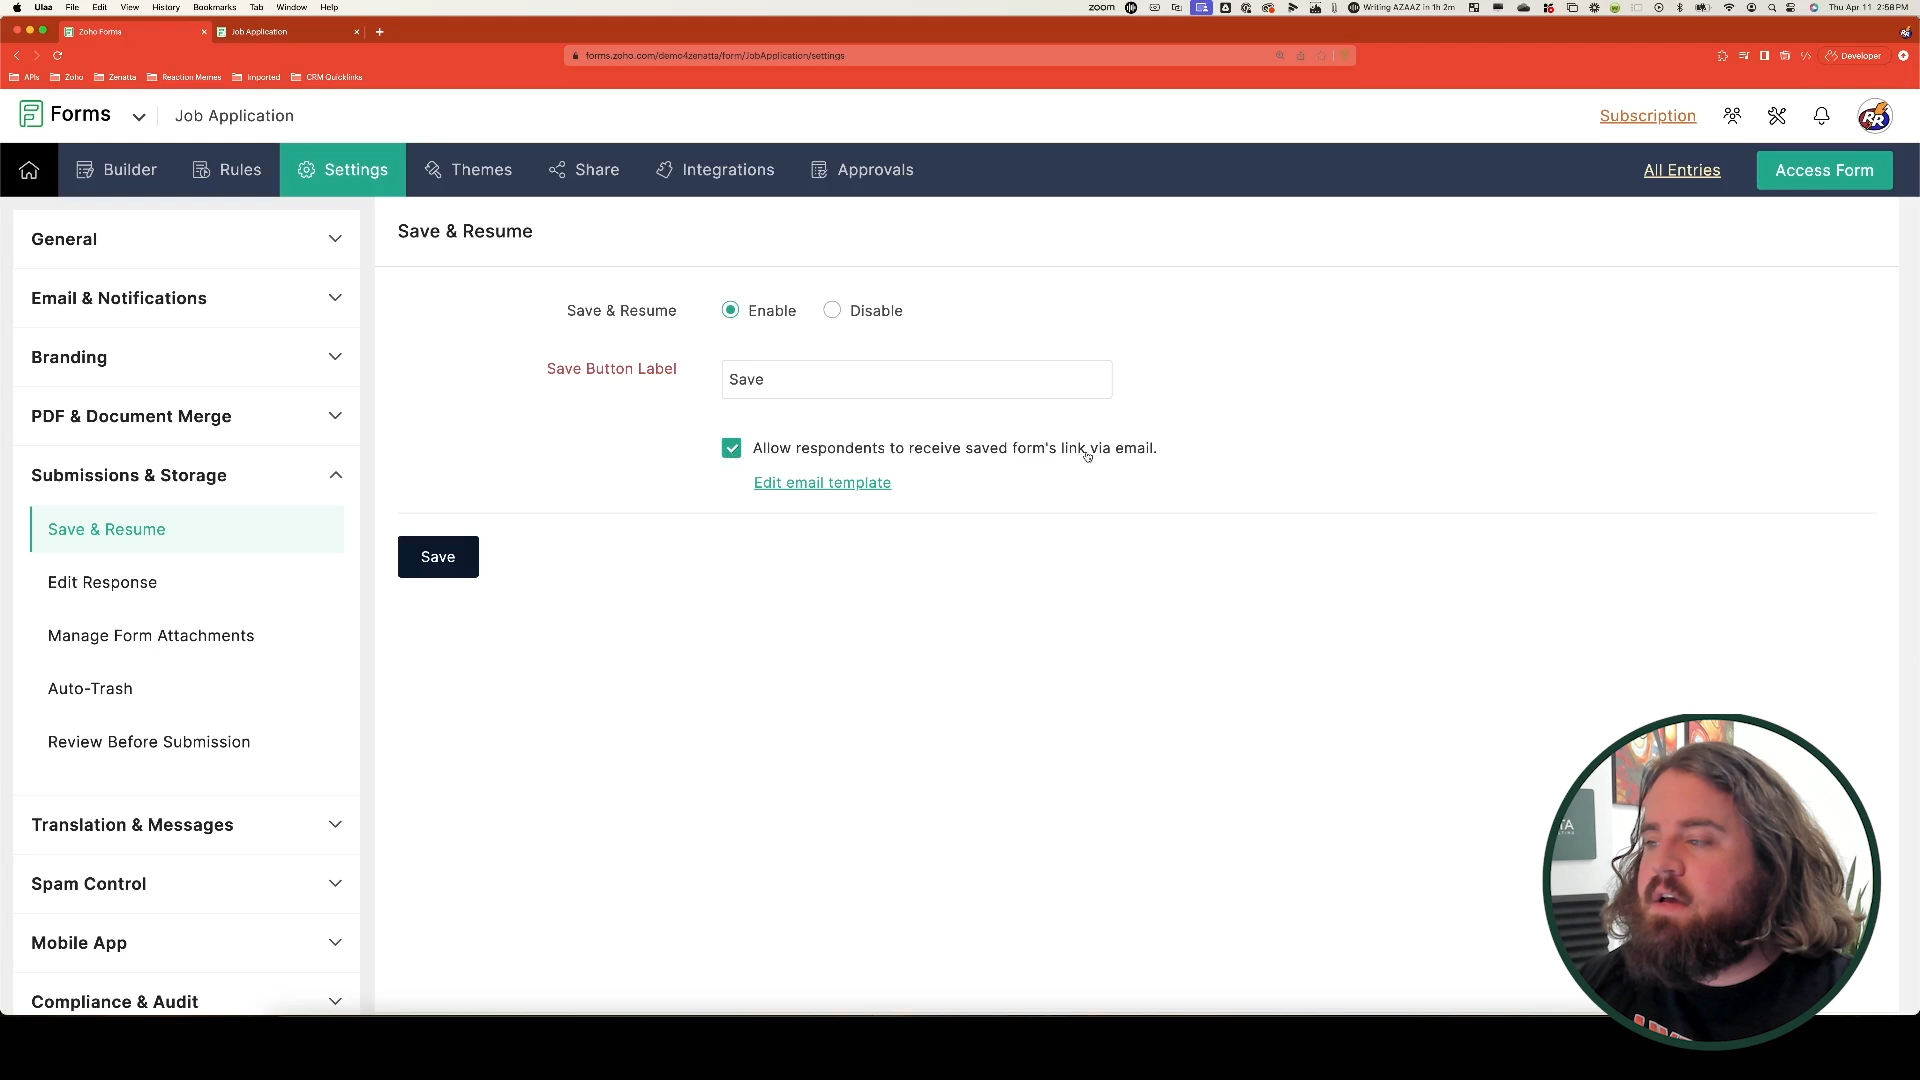 Ulaa File Edit View History Bookmarks Tab Window Help zoom Writing AZAAZ in 1h 2m Thu Apr 11 2:58 PM
Zoho Forms Job Application
forms.zoho.com/demo4zenatta/form/JobApplication/settings Developer
APIs Zoho Zenatta Reaction Memes Imported CRM Quicklinks
Forms Job Application Subscription
Builder Rules Settings Themes Share Integrations Approvals All Entries Access Form
General
Email & Notifications
Branding
PDF & Document Merge
Submissions & Storage
Save & Resume
Edit Response
Manage Form Attachments
Auto-Trash
Review Before Submission
Translation & Messages
Spam Control
Mobile App
Compliance & Audit
Save & Resume
Save & Resume Enable Disable
Save Button Label Save
Allow respondents to receive saved form's link via email.
Edit email template
Save